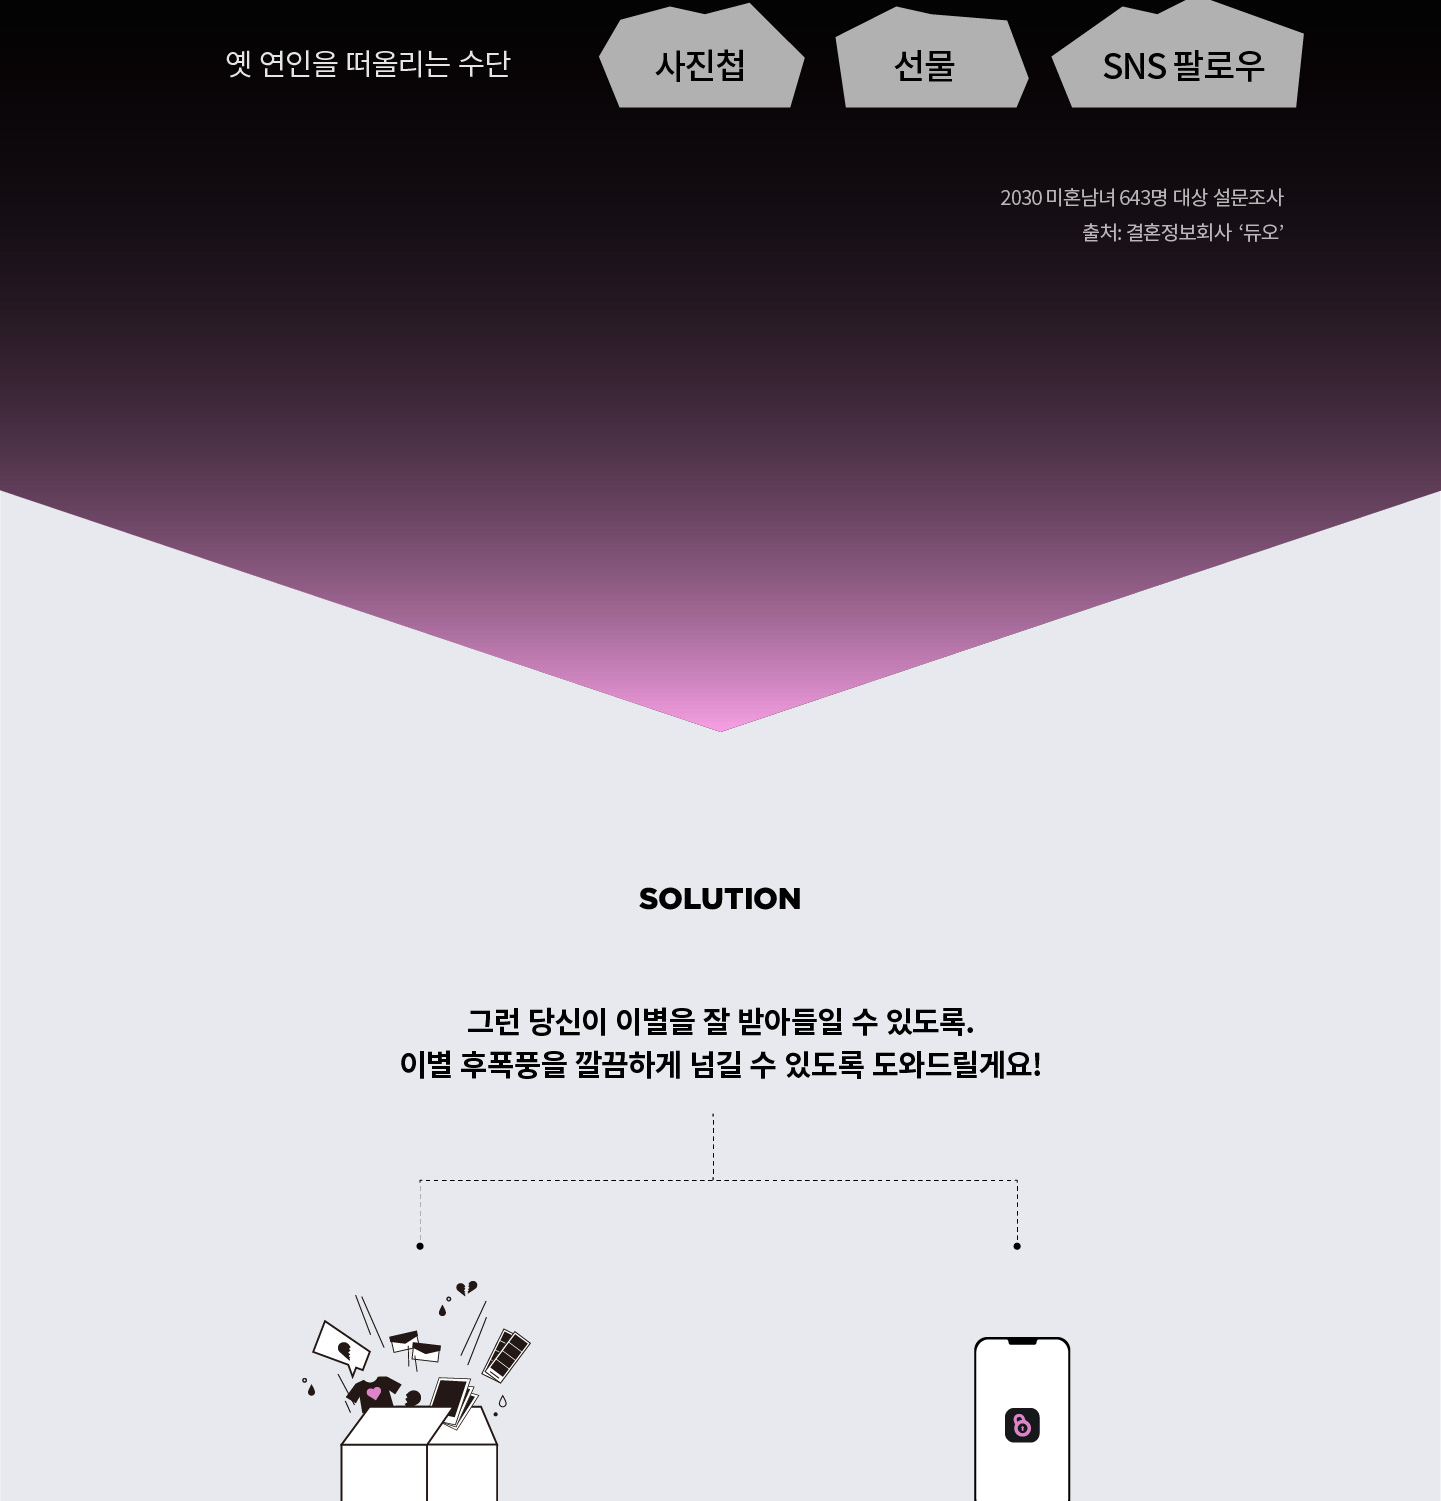 옛 연인을 떠올리는 수단 사진첩 선물 SNS 팔로우
2030 미혼남녀 643명 대상 설문조사
출처: 결혼정보회사 ‘듀오’
SOLUTION
그런 당신이 이별을 잘 받아들일 수 있도록.
이별 후폭풍을 깔끔하게 넘길 수 있도록 도와드릴게요!